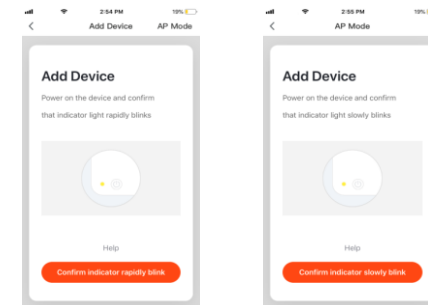 2:54 PM 19%
Add Device AP Mode
Add Device
Power on the device and confirm
that indicator light rapidly blinks
Help
Confirm indicator rapidly blink
2:55 PM 19%
AP Mode
Add Device
Power on the device and confirm
that indicator light slowly blinks
Help
Confirm indicator slowly blink